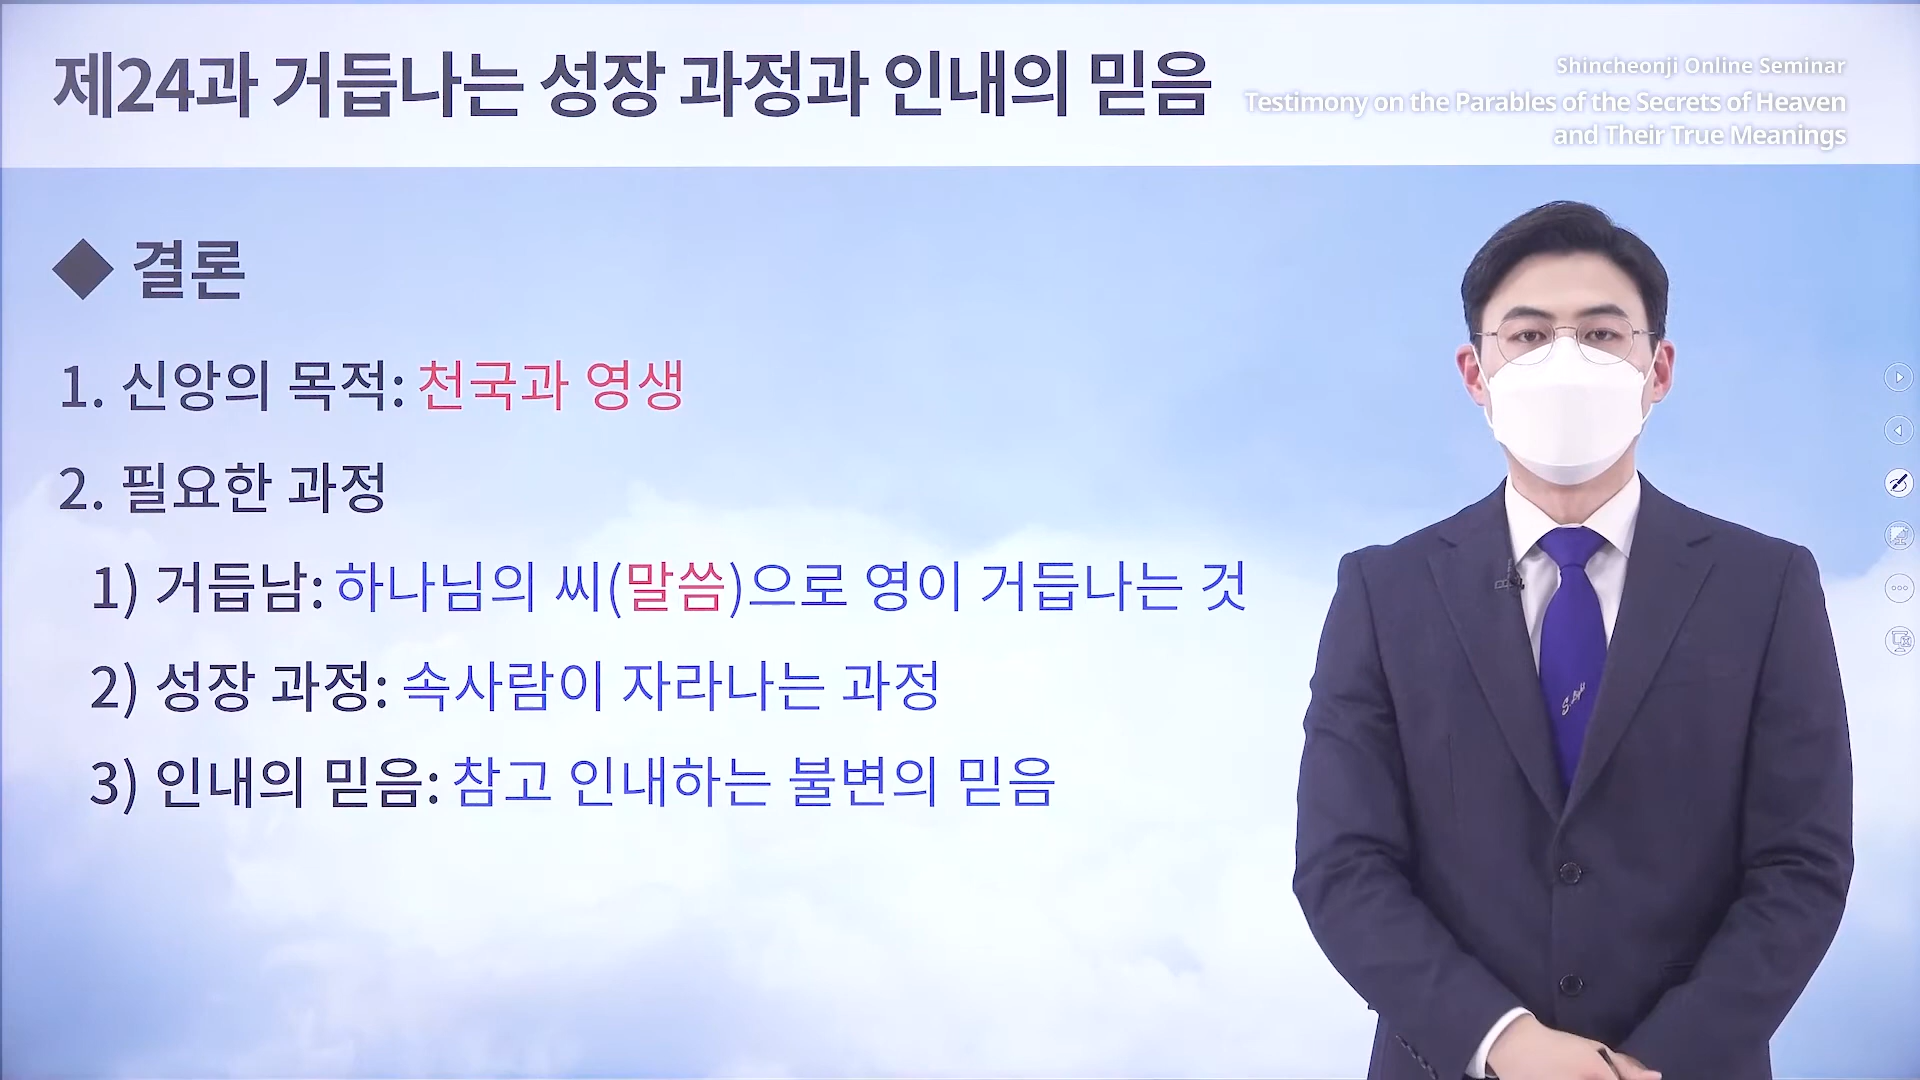 제24과 거듭나는 성장 과정과 인내의 믿음
Shincheonji Online Seminar
Testimony on the Parables of the Secrets of Heaven
and Their True Meanings
◆ 결론
1. 신앙의 목적: 천국과 영생
2. 필요한 과정
1) 거듭남: 하나님의 씨(말씀)으로 영이 거듭나는 것
2) 성장 과정: 속사람이 자라나는 과정
3) 인내의 믿음: 참고 인내하는 불변의 믿음